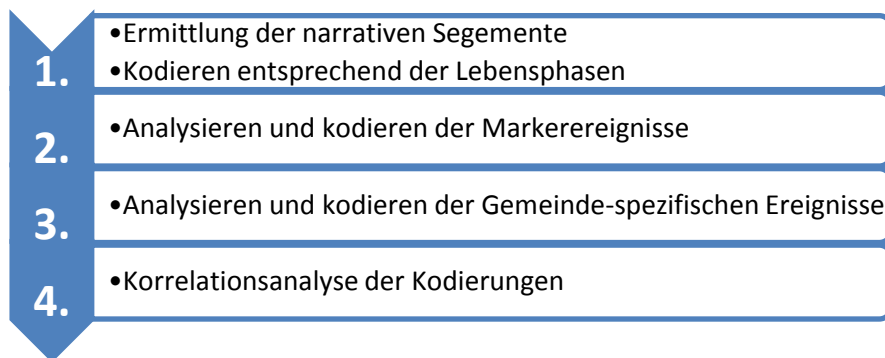 1.
•Ermittlung der narrativen Segemente
•Kodieren entsprechend der Lebensphasen
2.
•Analysieren und kodieren der Markerereignisse
3.
•Analysieren und kodieren der Gemeinde-spezifischen Ereignisse
4.
•Korrelationsanalyse der Kodierungen